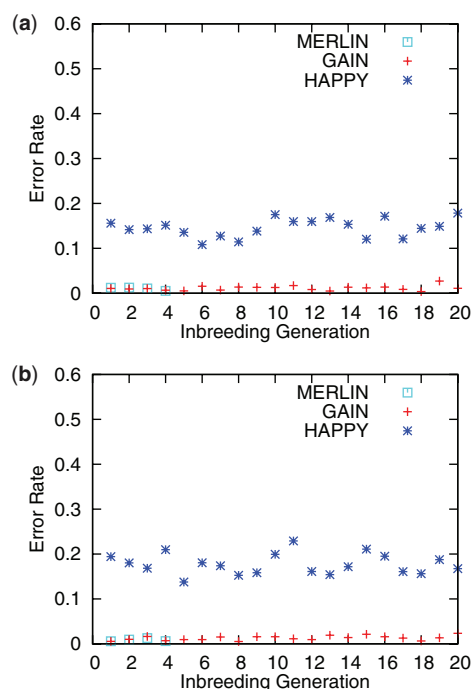 (a)
0.6
0.5
0.4
0.3
0.2
0.1
0
Error Rate
MERLIN
GAIN
HAPPY
0 2 4 6 8 10 12 14 16 18 20
Inbreeding Generation
(b)
0.6
0.5
0.4
0.3
0.2
0.1
0
Error Rate
MERLIN
GAIN
HAPPY
0 2 4 6 8 10 12 14 16 18 20
Inbreeding Generation